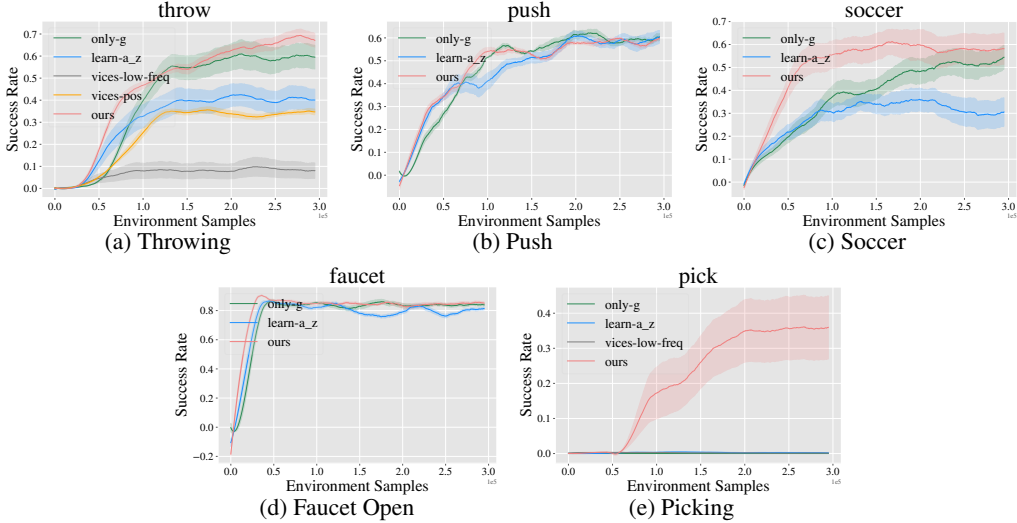 throw
0.7
0.6
0.5
0.4
0.3
0.2
0.1
0.0
Success Rate
only-g
learn-a_z
vices-low-freq
vices-pos
ours
0.0 0.5 1.0 1.5 2.0 2.5 3.0
Environment Samples
1e5
(a) Throwing
push
0.7
0.6
0.5
0.4
0.3
0.2
0.1
0.0
Success Rate
only-g
learn-a_z
ours
0.0 0.5 1.0 1.5 2.0 2.5 3.0
Environment Samples
1e5
(b) Push
soccer
0.7
0.6
0.5
0.4
0.3
0.2
0.1
0.0
Success Rate
only-g
learn-a_z
ours
0.0 0.5 1.0 1.5 2.0 2.5 3.0
Environment Samples
1e5
(c) Soccer
faucet
0.8
0.6
0.4
0.2
0.0
−0.2
Success Rate
only-g
learn-a_z
ours
0.0 0.5 1.0 1.5 2.0 2.5 3.0
Environment Samples
1e5
(d) Faucet Open
pick
0.4
0.3
0.2
0.1
0.0
Success Rate
only-g
learn-a_z
vices-low-freq
ours
0.0 0.5 1.0 1.5 2.0 2.5 3.0
Environment Samples
1e5
(e) Picking